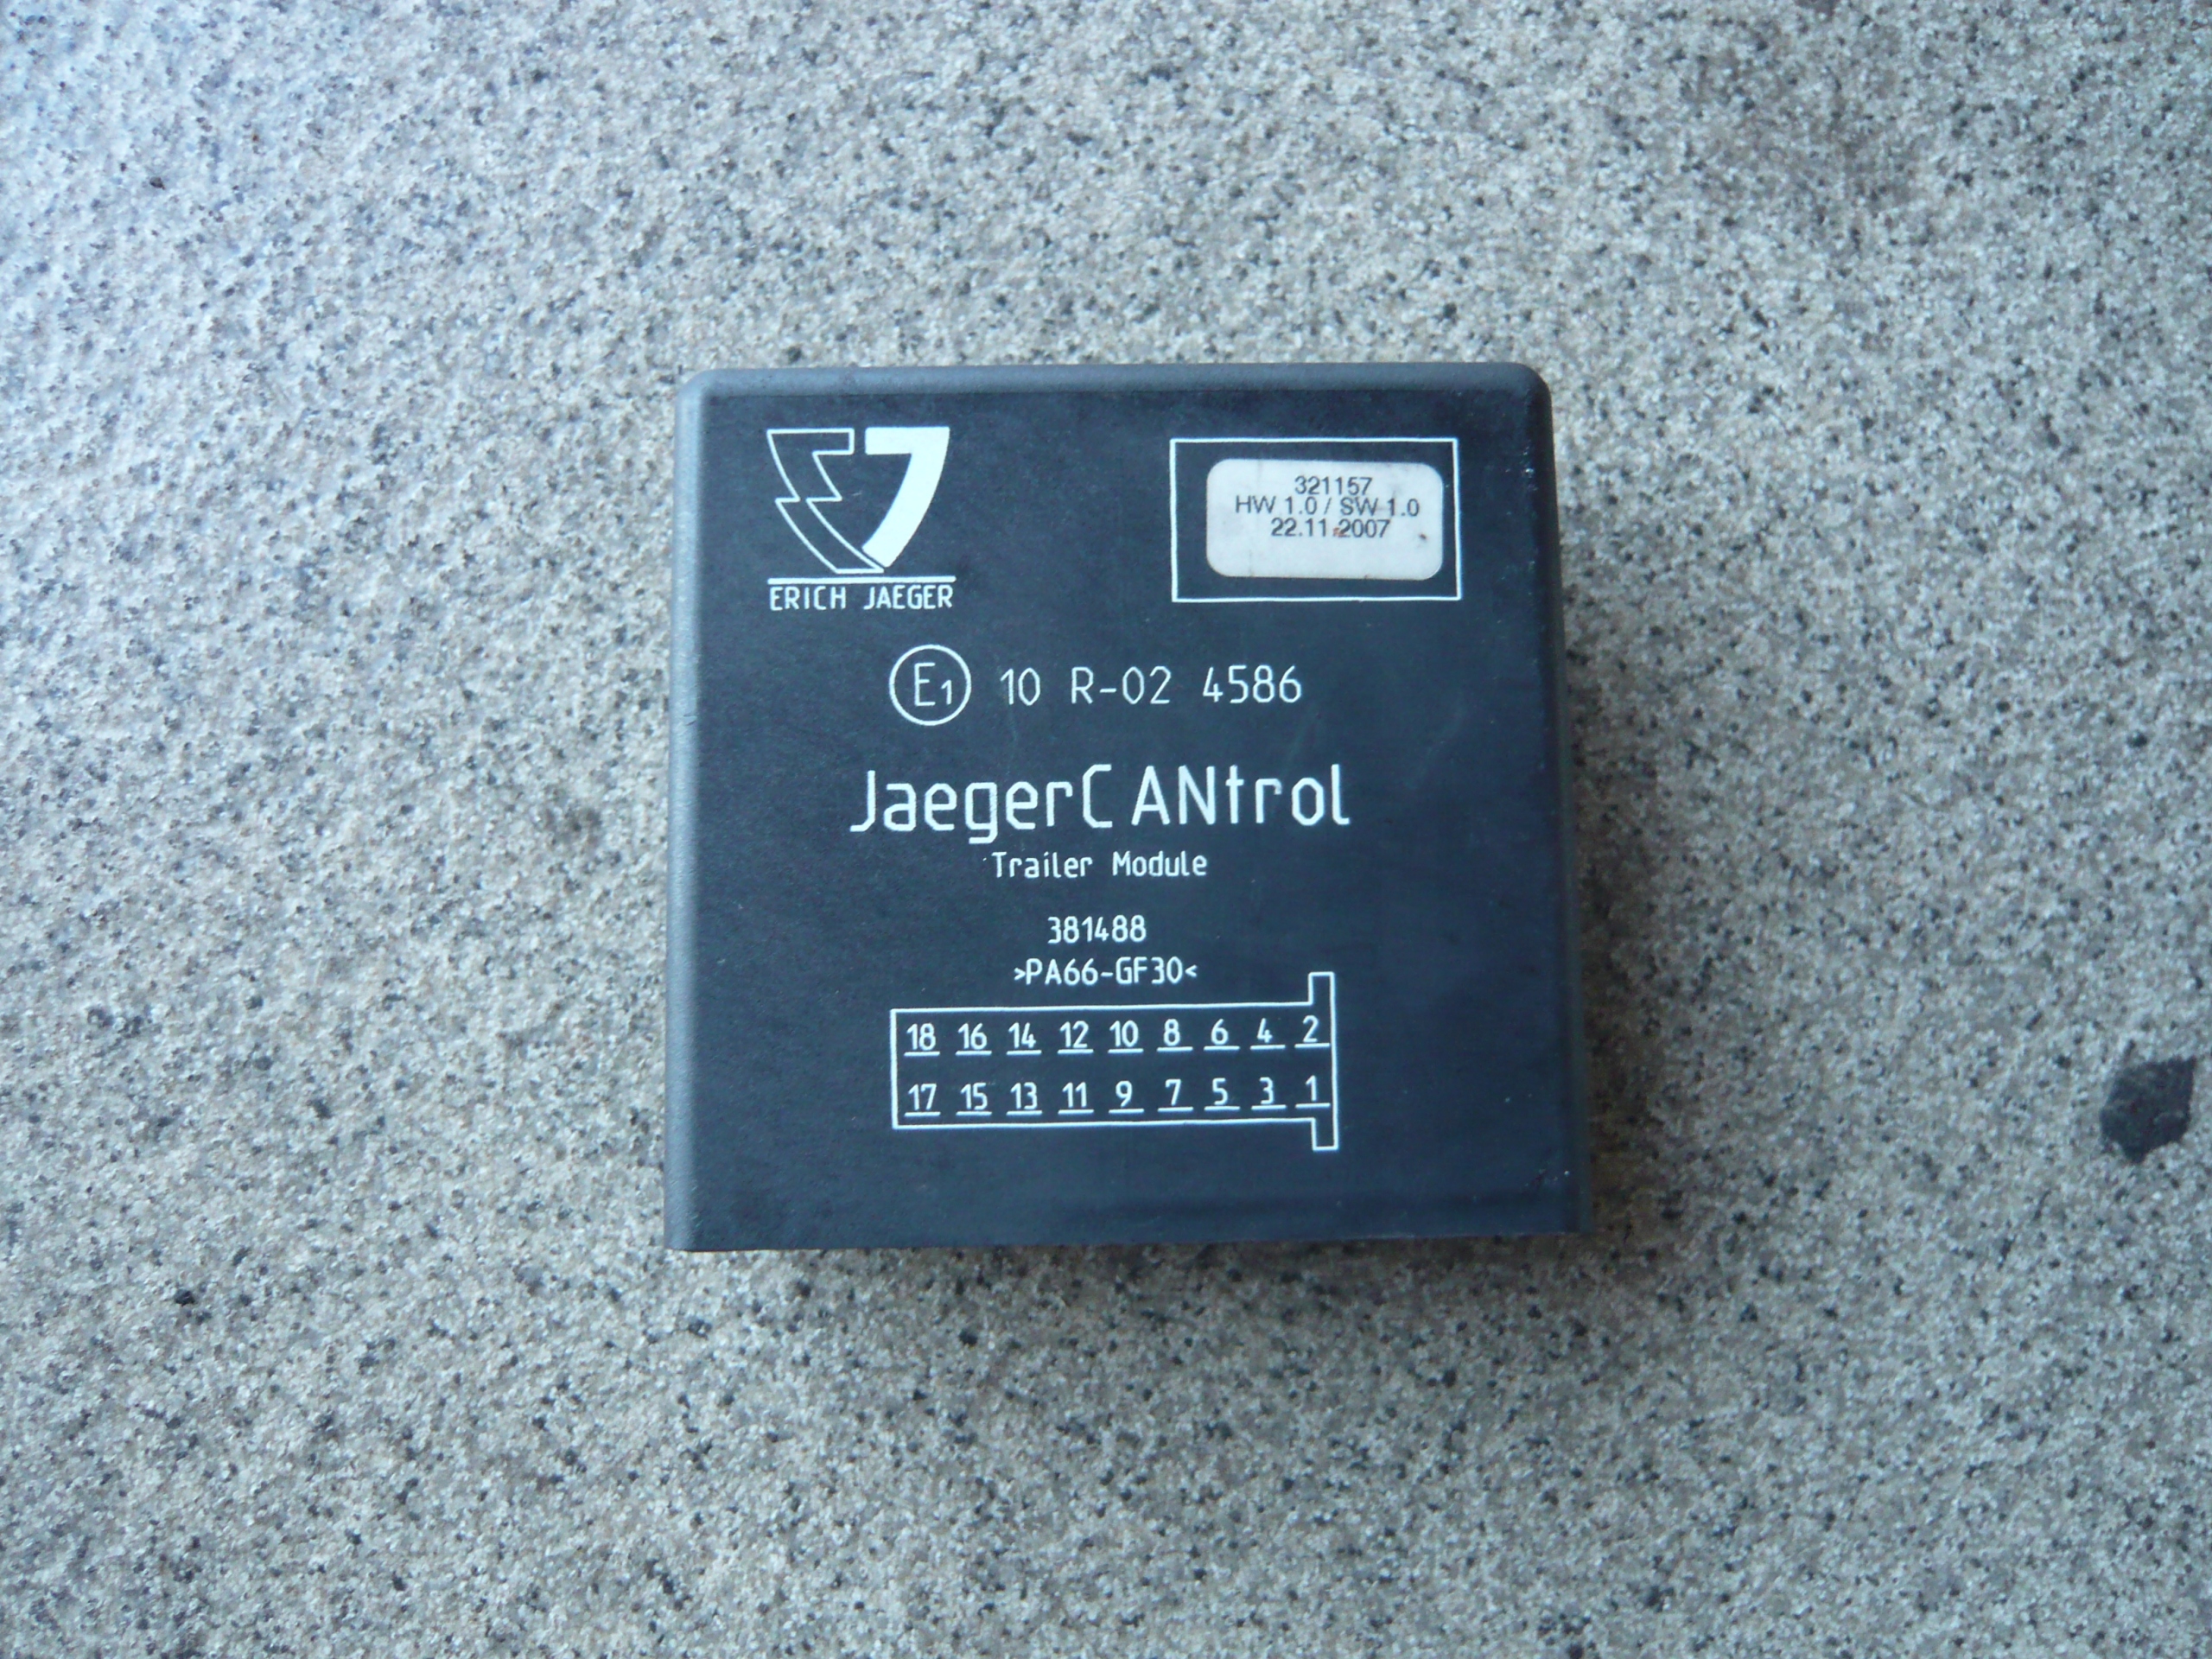 ERICH JAEGER
321157
HW 1.0 / SW 1.0
22.11.2007
E1 10 R-02 4586
JaegerCANtrol
Trailer Module
381488
>PA66-GF30<
18 16 14 12 10 8 6 4 2
17 15 13 11 9 7 5 3 1